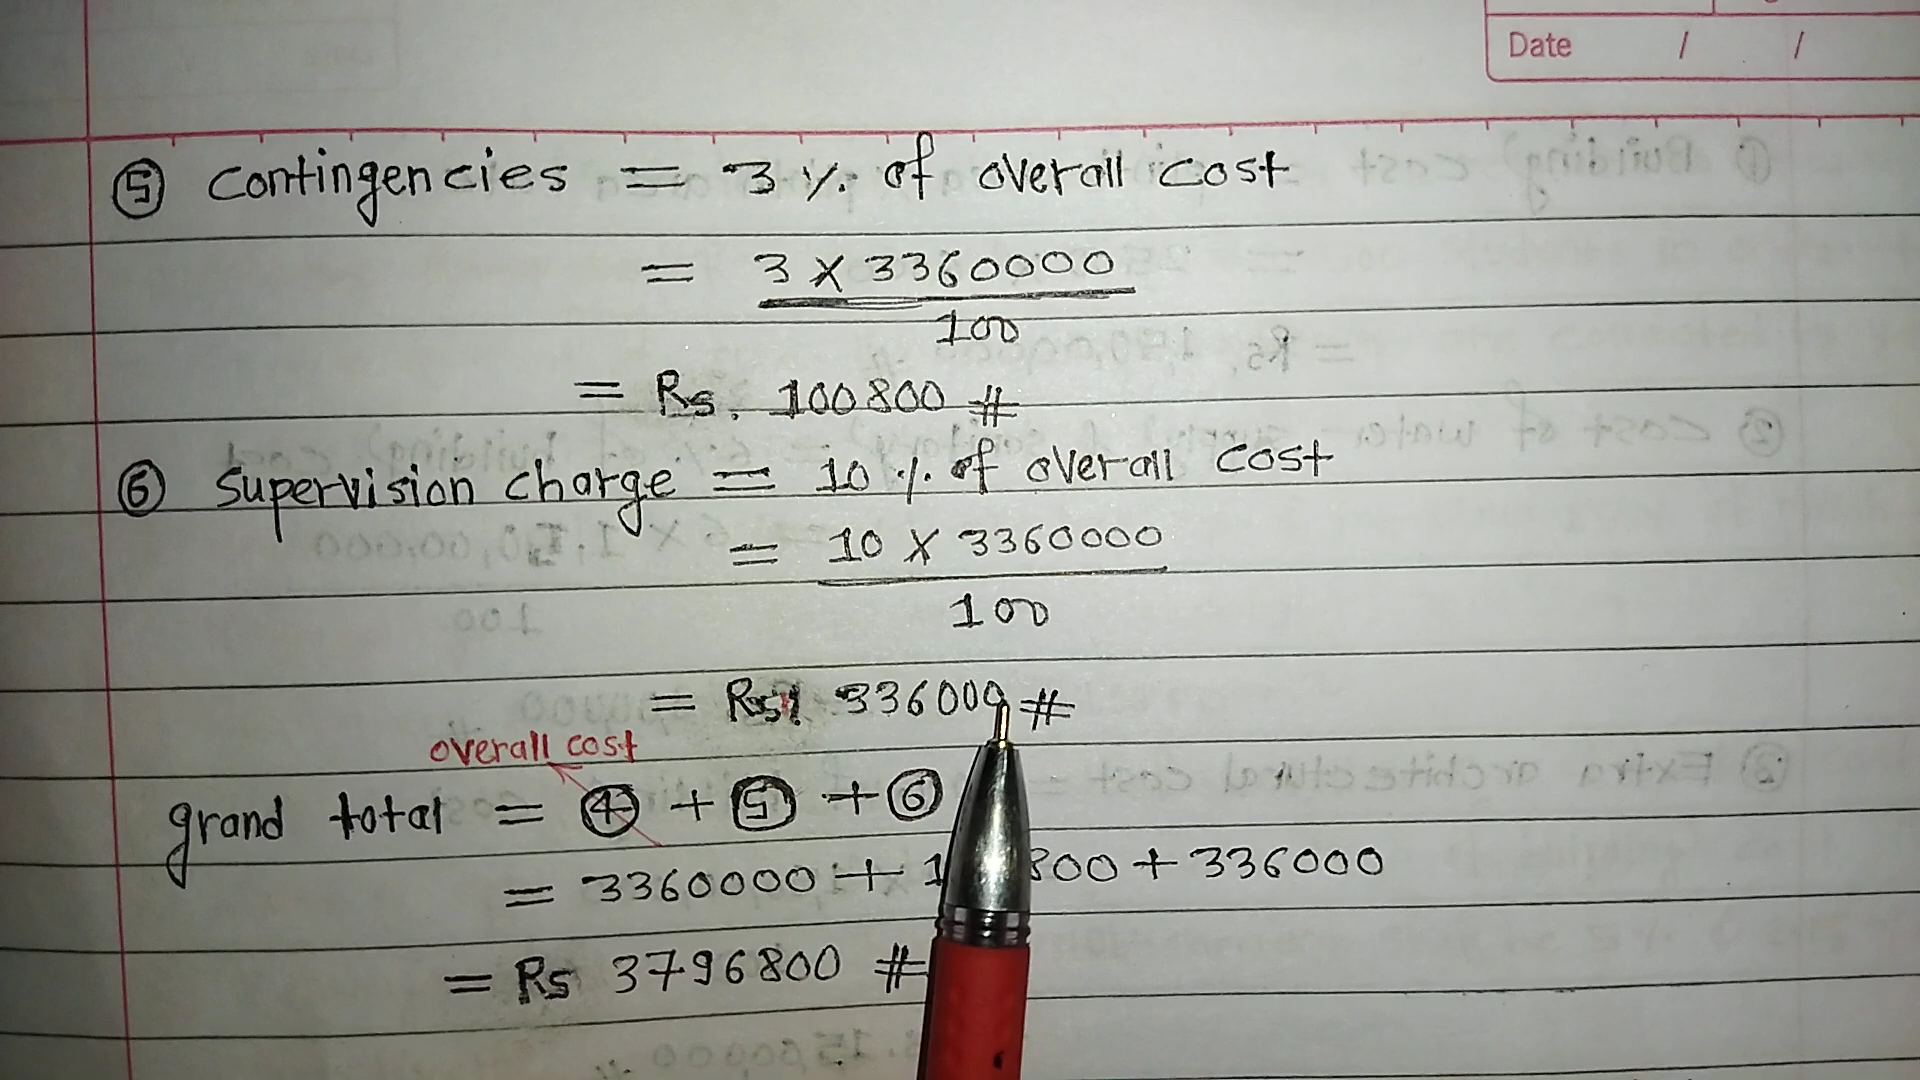 Date / /
⑤ contingencies = 3 % of overall cost
= 3 X 3360000
100
= Rs. 100800 #
⑥ supervision charge = 10 % of overall cost
= 10 X 3360000
100
= Rs. 336000 #
overall cost
grand total = ④ + ⑤ + ⑥
= 3360000 + 1 800 + 336000
= Rs 3796800 #